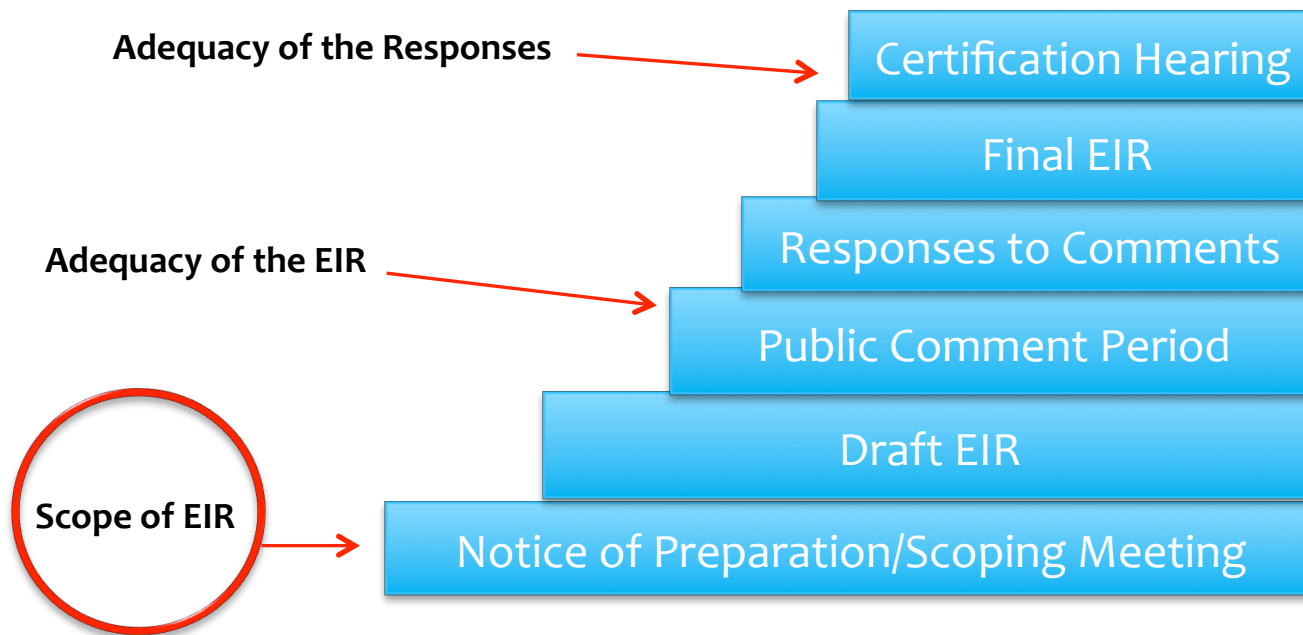 Adequacy of the Responses
Certification Hearing
Final EIR
Responses to Comments
Adequacy of the EIR
Public Comment Period
Draft EIR
Scope of EIR
Notice of Preparation/Scoping Meeting